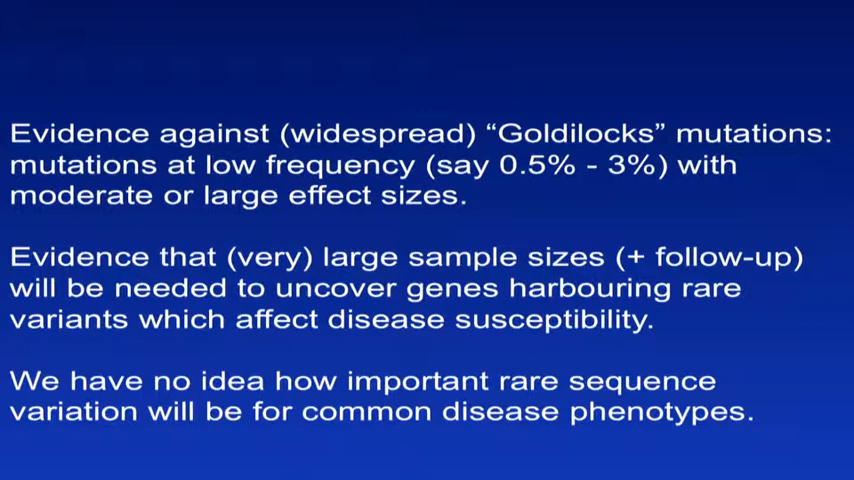 Evidence against (widespread) “Goldilocks” mutations:
mutations at low frequency (say 0.5% - 3%) with
moderate or large effect sizes.
Evidence that (very) large sample sizes (+ follow-up)
will be needed to uncover genes harbouring rare
variants which affect disease susceptibility.
We have no idea how important rare sequence
variation will be for common disease phenotypes.